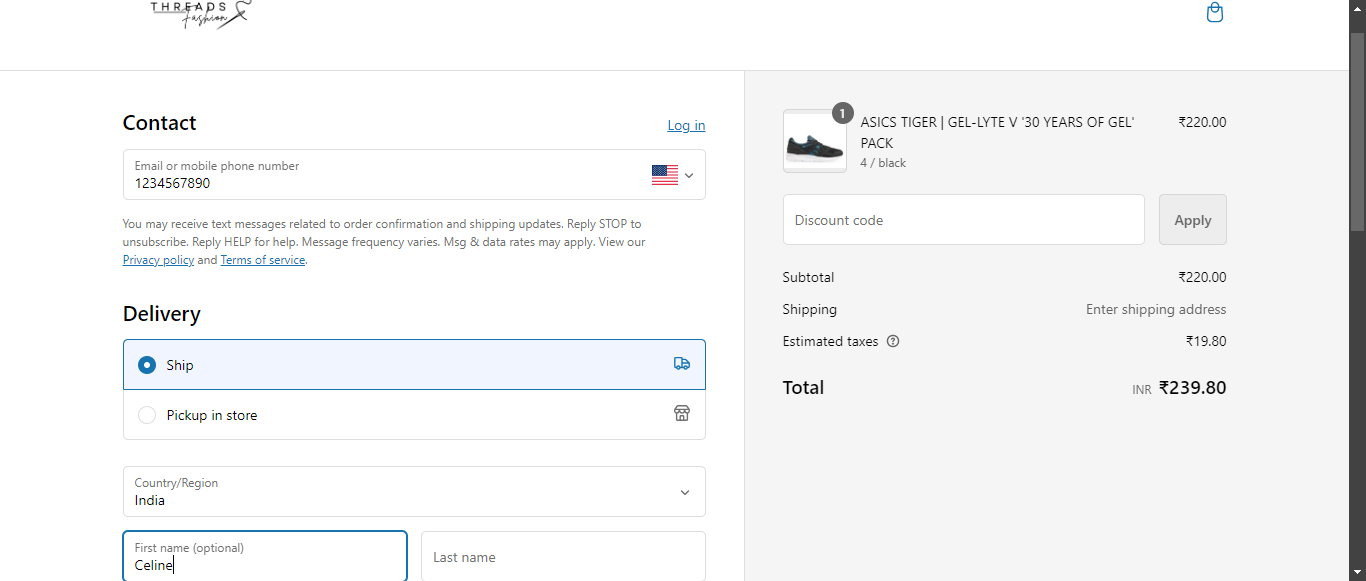 THREADS
Fashion
Contact
Log in
Email or mobile phone number
1234567890
You may receive text messages related to order confirmation and shipping updates. Reply STOP to
unsubscribe. Reply HELP for help. Message frequency varies. Msg & data rates may apply. View our
Privacy policy and Terms of service.
Delivery
Ship
Pickup in store
Country/Region
India
First name (optional)
Celine
Last name
1
ASICS TIGER | GEL-LYTE V '30 YEARS OF GEL'
PACK
4 / black
₹220.00
Discount code
Apply
Subtotal ₹220.00
Shipping Enter shipping address
Estimated taxes ₹19.80
Total INR ₹239.80